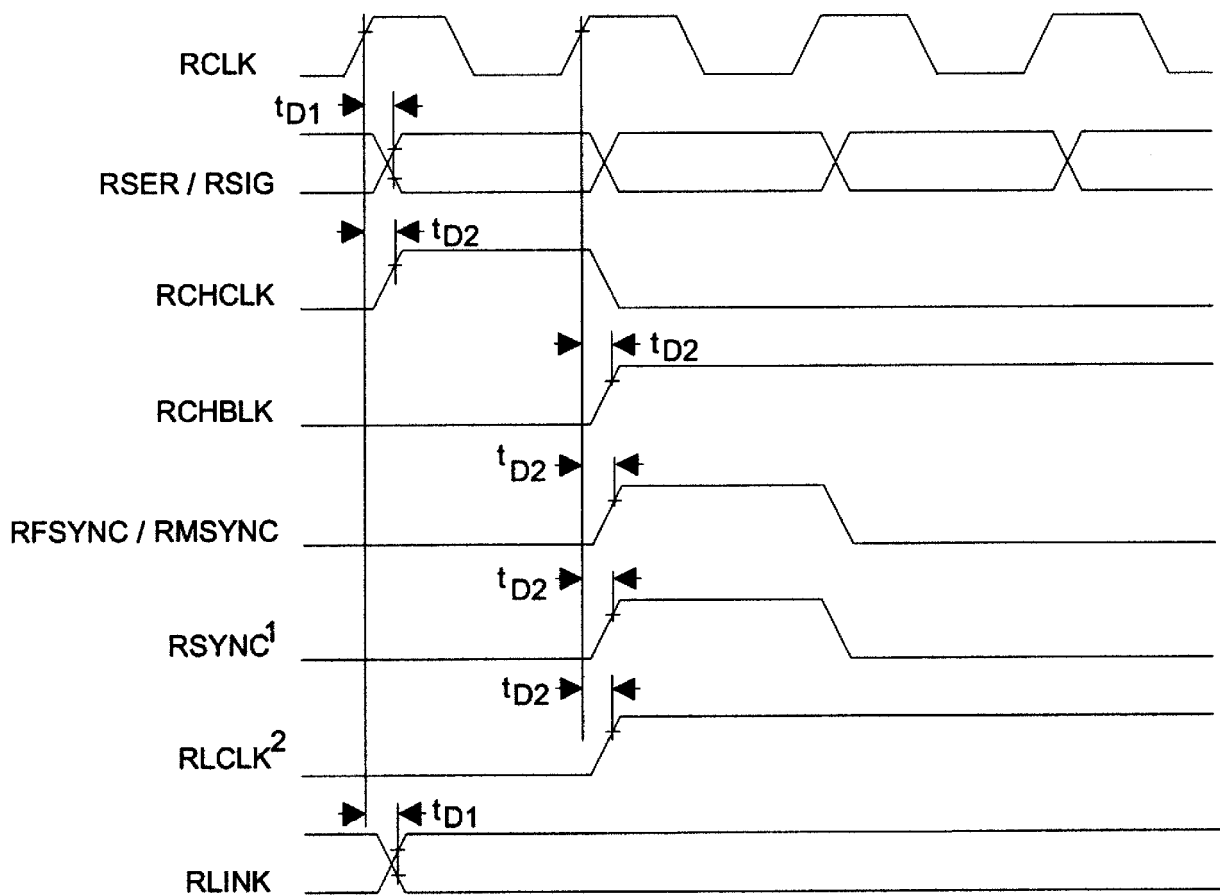 RCLK
tD1
RSER / RSIG
tD2
RCHCLK
tD2
RCHBLK
tD2
RFSYNC / RMSYNC
tD2
RSYNC1
tD2
RLCLK2
tD1
RLINK